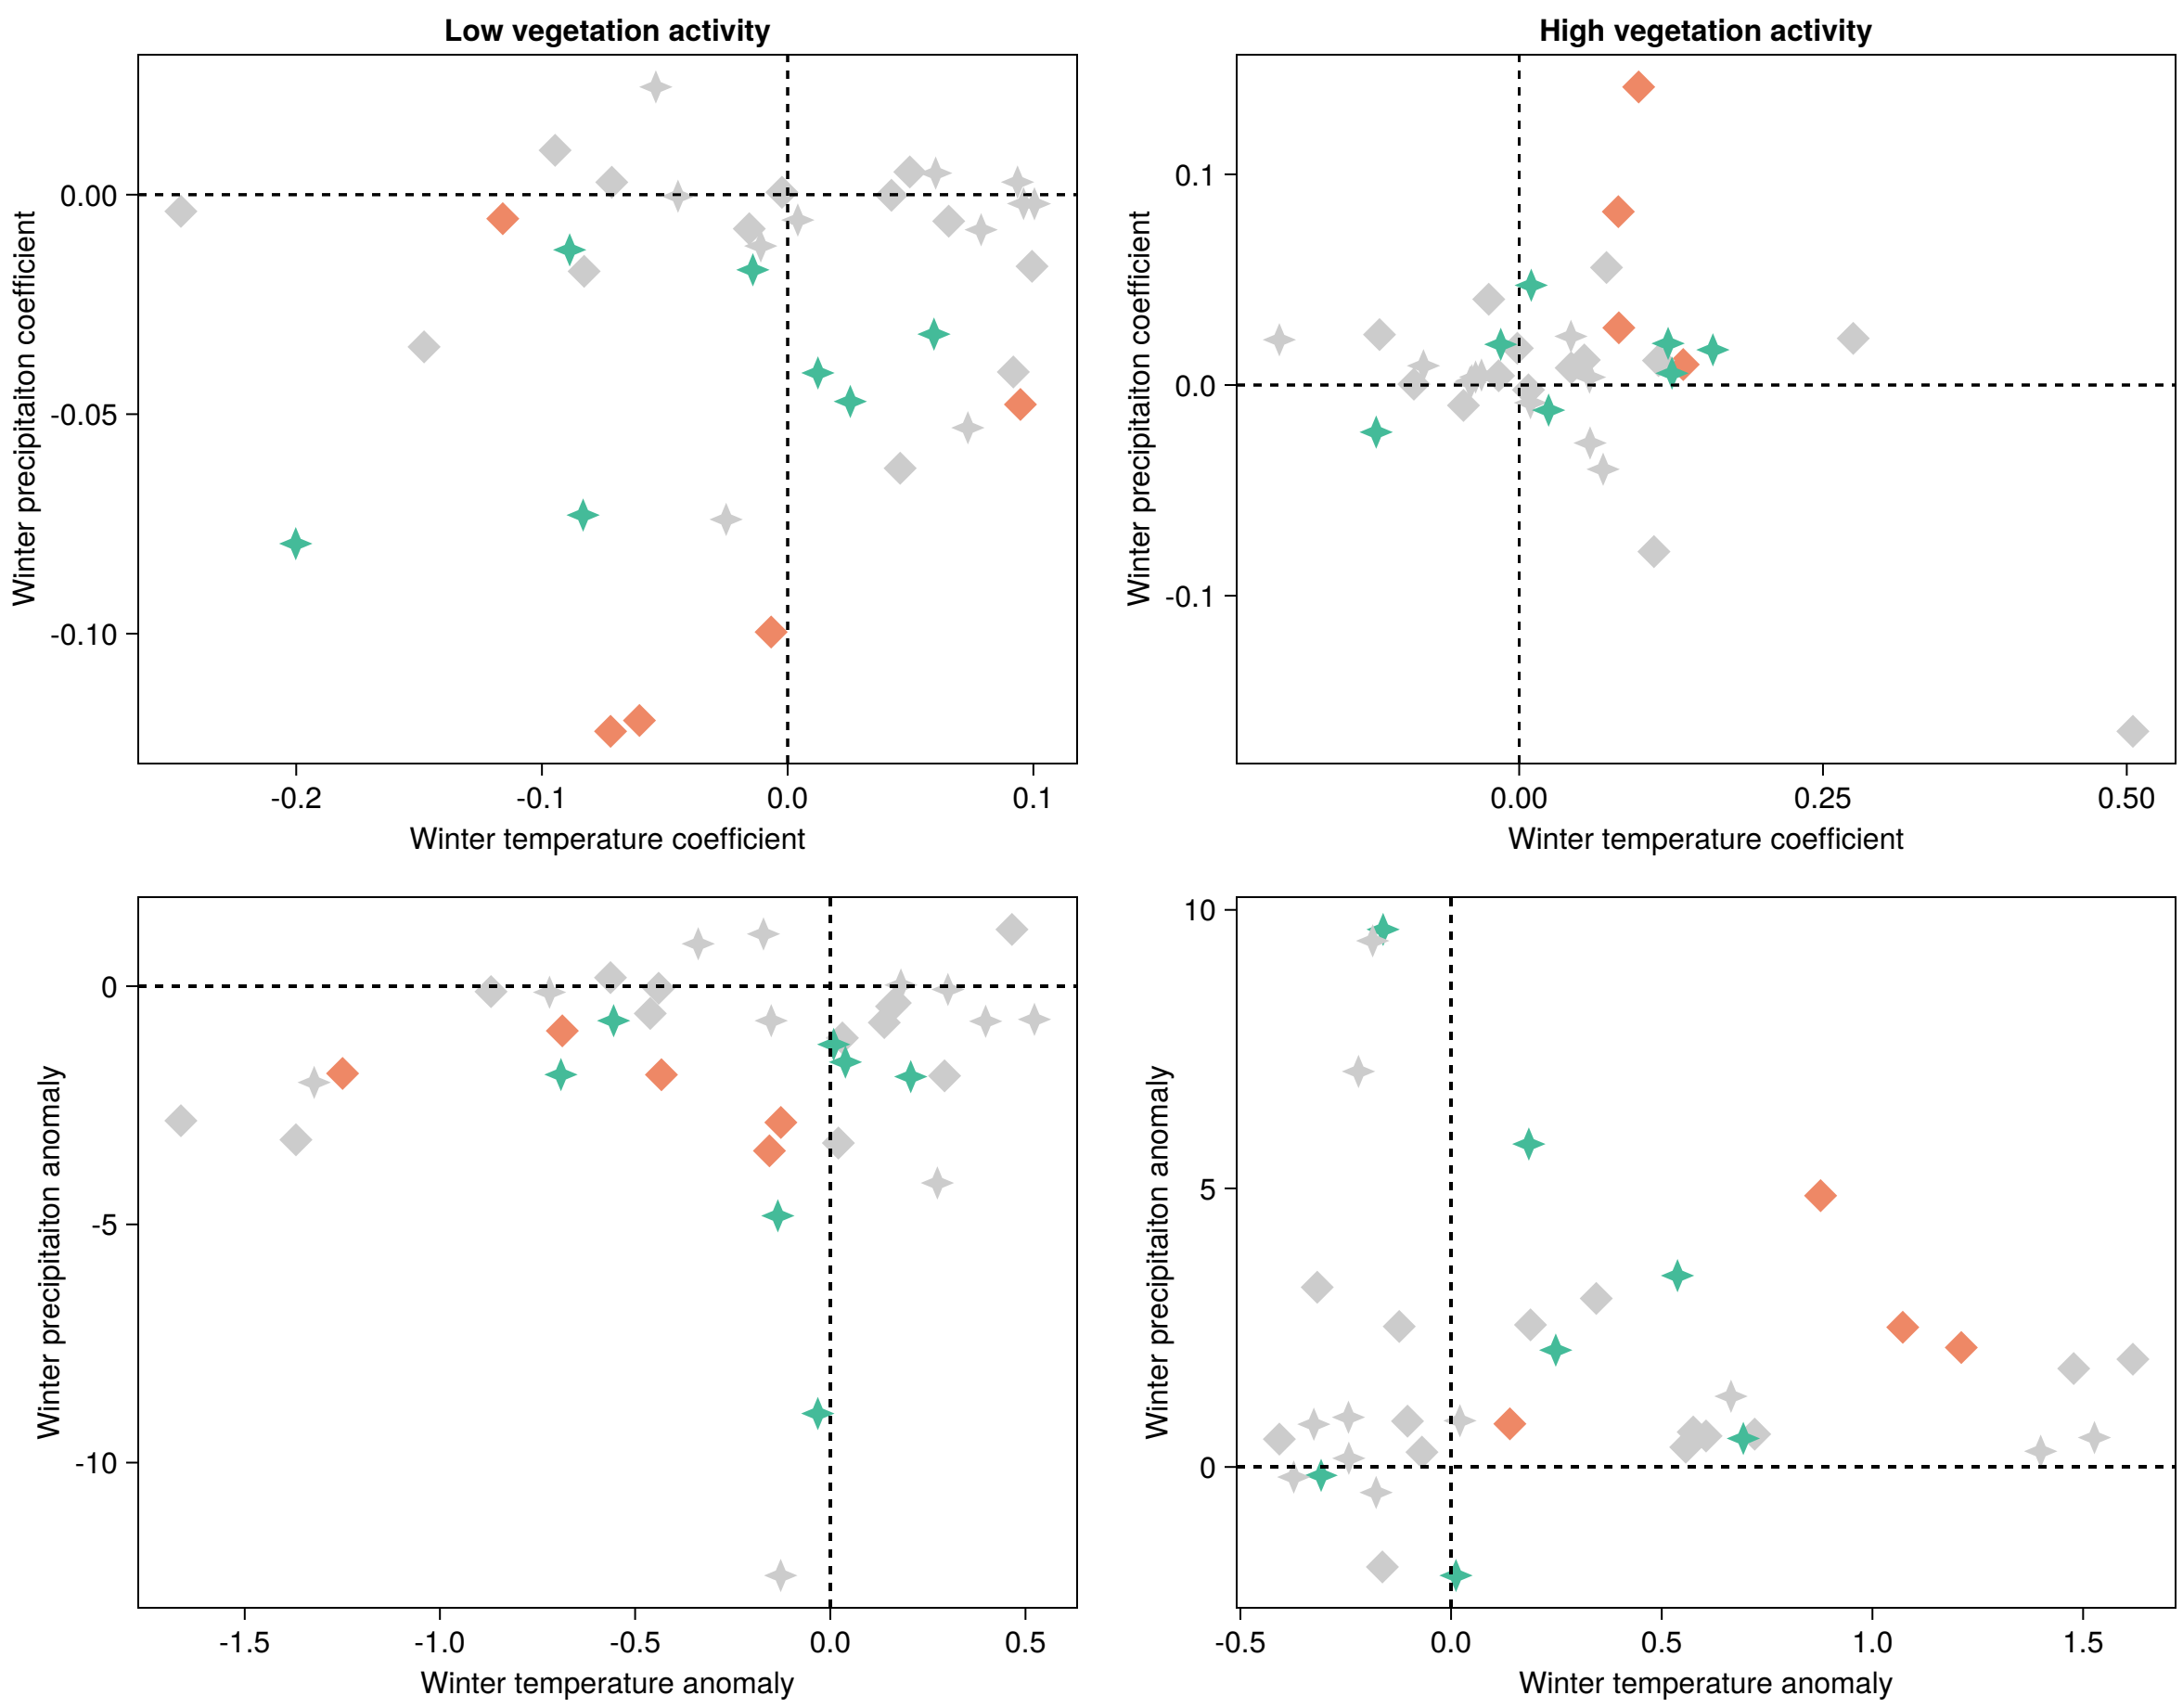 Low vegetation activity
High vegetation activity
0.00
-0.05
-0.10
Winter precipitaiton coefficient
-0.2
-0.1
0.0
0.1
Winter temperature coefficient
0.1
0.0
-0.1
Winter precipitaiton coefficient
0.00
0.25
0.50
Winter temperature coefficient
0
-5
-10
Winter precipitaiton anomaly
-1.5
-1.0
-0.5
0.0
0.5
Winter temperature anomaly
10
5
0
Winter precipitaiton anomaly
-0.5
0.0
0.5
1.0
1.5
Winter temperature anomaly